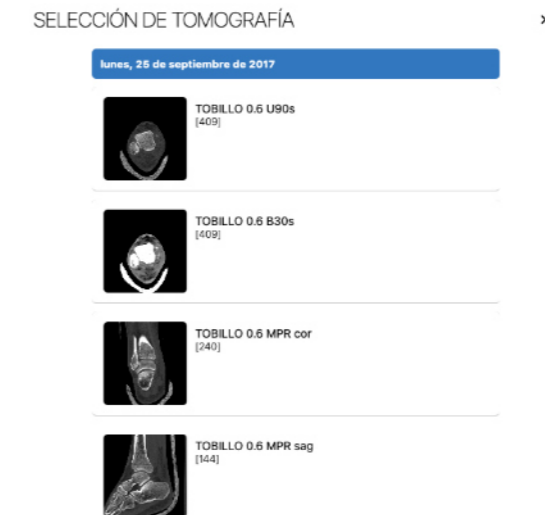 SELECCIÓN DE TOMOGRAFÍA
lunes, 25 de septiembre de 2017
TOBILLO 0.6 U90s
[409]
TOBILLO 0.6 B30s
[409]
TOBILLO 0.6 MPR cor
[240]
TOBILLO 0.6 MPR sag
[144]